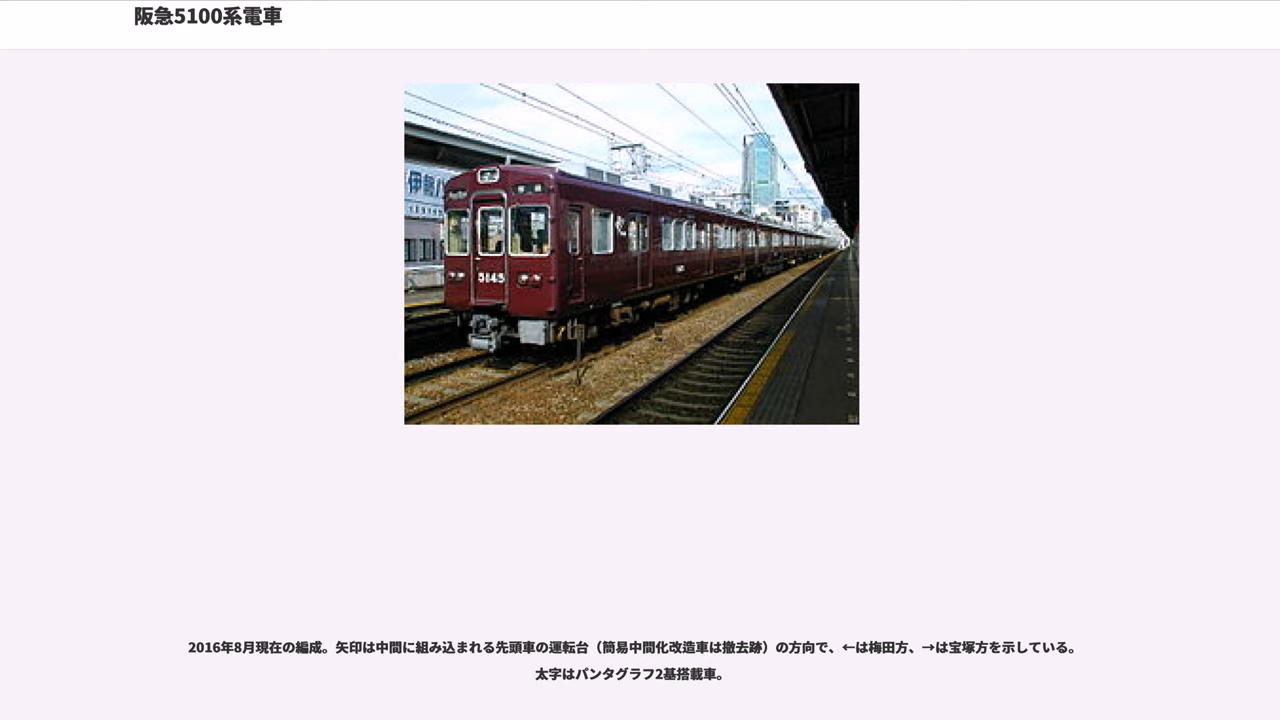 阪急5100系電車
2016年8月現在の編成。矢印は中間に組み込まれる先頭車の運転台（簡易中間化改造車は撤去跡）の方向で、←は梅田方、→は宝塚方を示している。
太字はパンタグラフ2基搭載車。